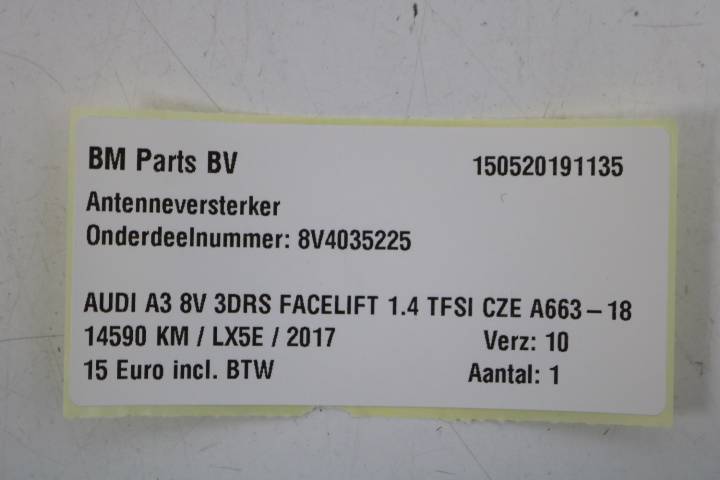 BM Parts BV 150520191135
Antenneversterker
Onderdeelnummer: 8V4035225
AUDI A3 8V 3DRS FACELIFT 1.4 TFSI CZE A663-18
14590 KM / LX5E / 2017 Verz: 10
15 Euro incl. BTW Aantal: 1